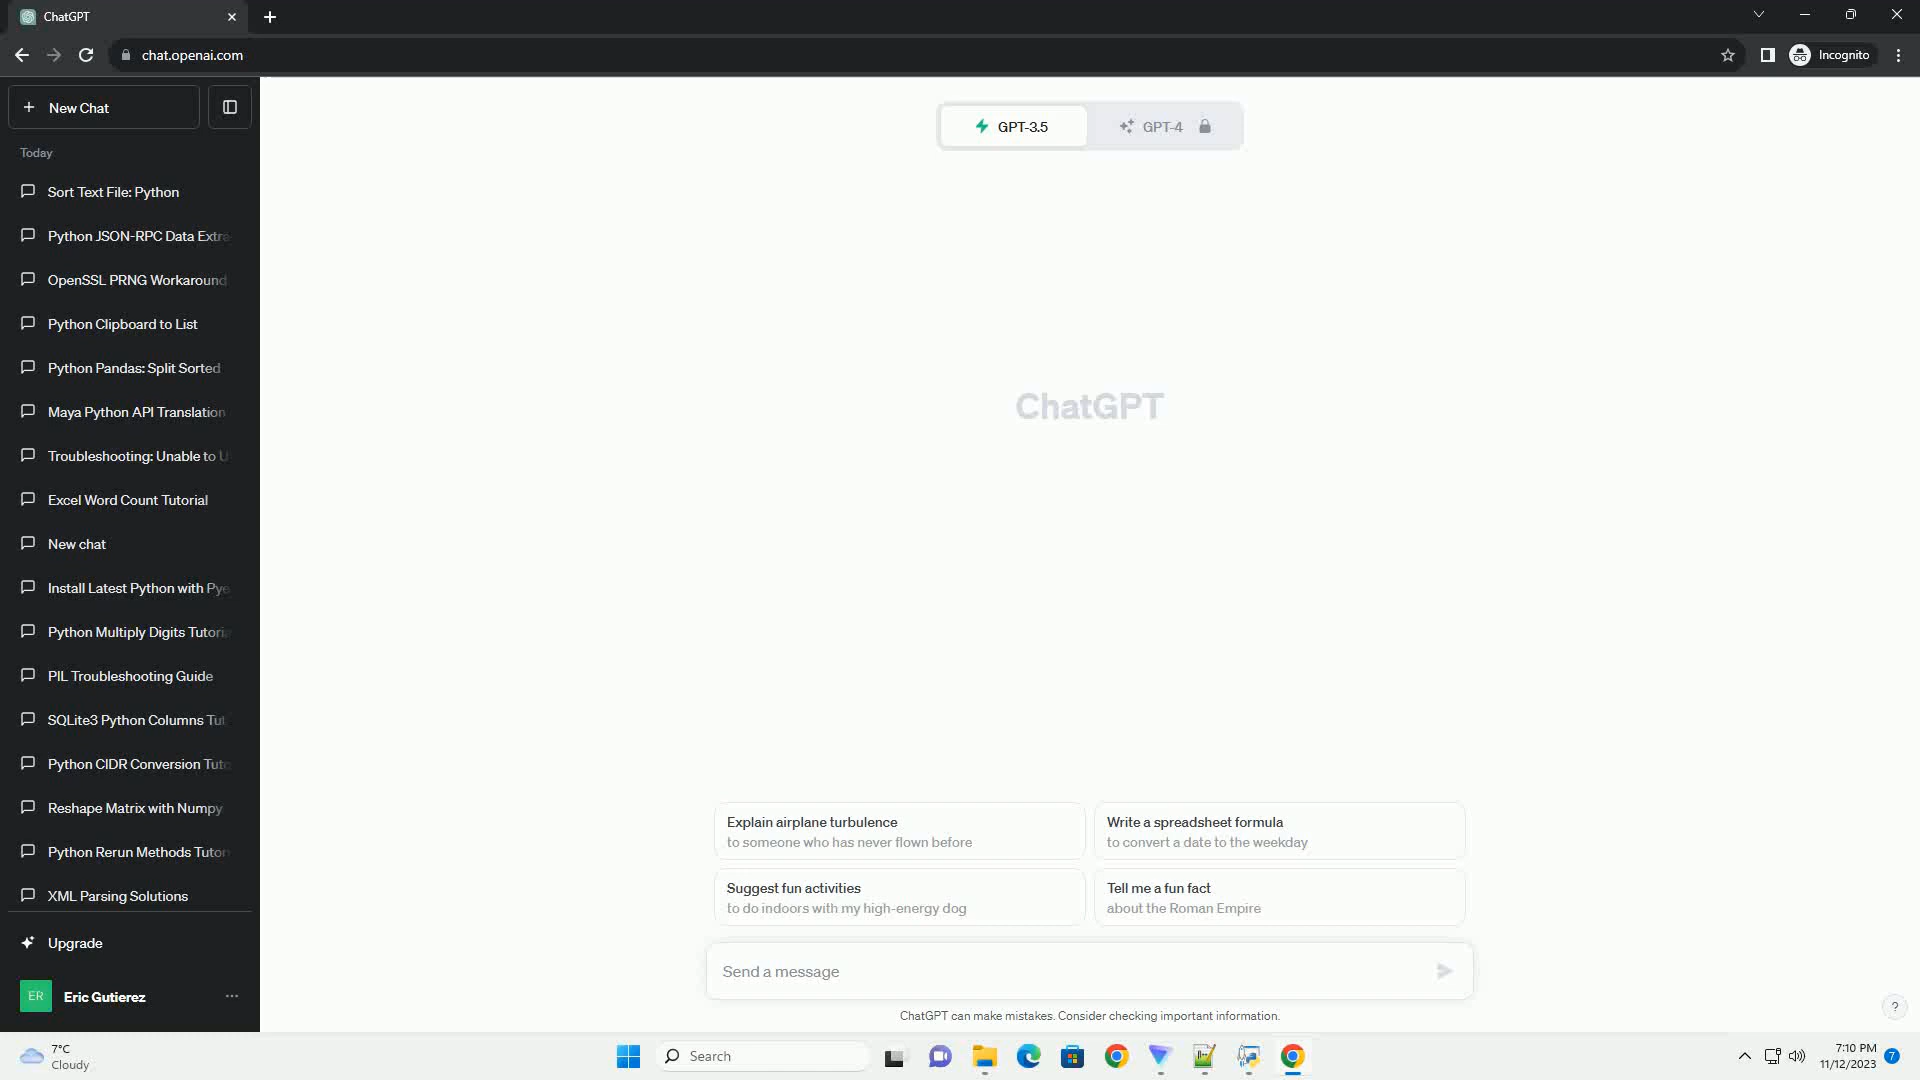 ChatGPT
chat.openai.com
Incognito
New Chat
GPT-3.5
GPT-4
Today
Sort Text File: Python
Python JSON-RPC Data Extra
OpenSSL PRNG Workaround
Python Clipboard to List
Python Pandas: Split Sorted
Maya Python API Translation
Troubleshooting: Unable to U
Excel Word Count Tutorial
New chat
Install Latest Python with Pye
Python Multiply Digits Tutoria
PIL Troubleshooting Guide
SQLite3 Python Columns Tut
Python CIDR Conversion Tuto
Reshape Matrix with Numpy
Python Rerun Methods Tutori
XML Parsing Solutions
Upgrade
ER
Eric Gutierez
ChatGPT
Explain airplane turbulence
to someone who has never flown before
Write a spreadsheet formula
to convert a date to the weekday
Suggest fun activities
to do indoors with my high-energy dog
Tell me a fun fact
about the Roman Empire
Send a message
ChatGPT can make mistakes. Consider checking important information.
?
7°C
Cloudy
Search
7:10 PM
11/12/2023
7